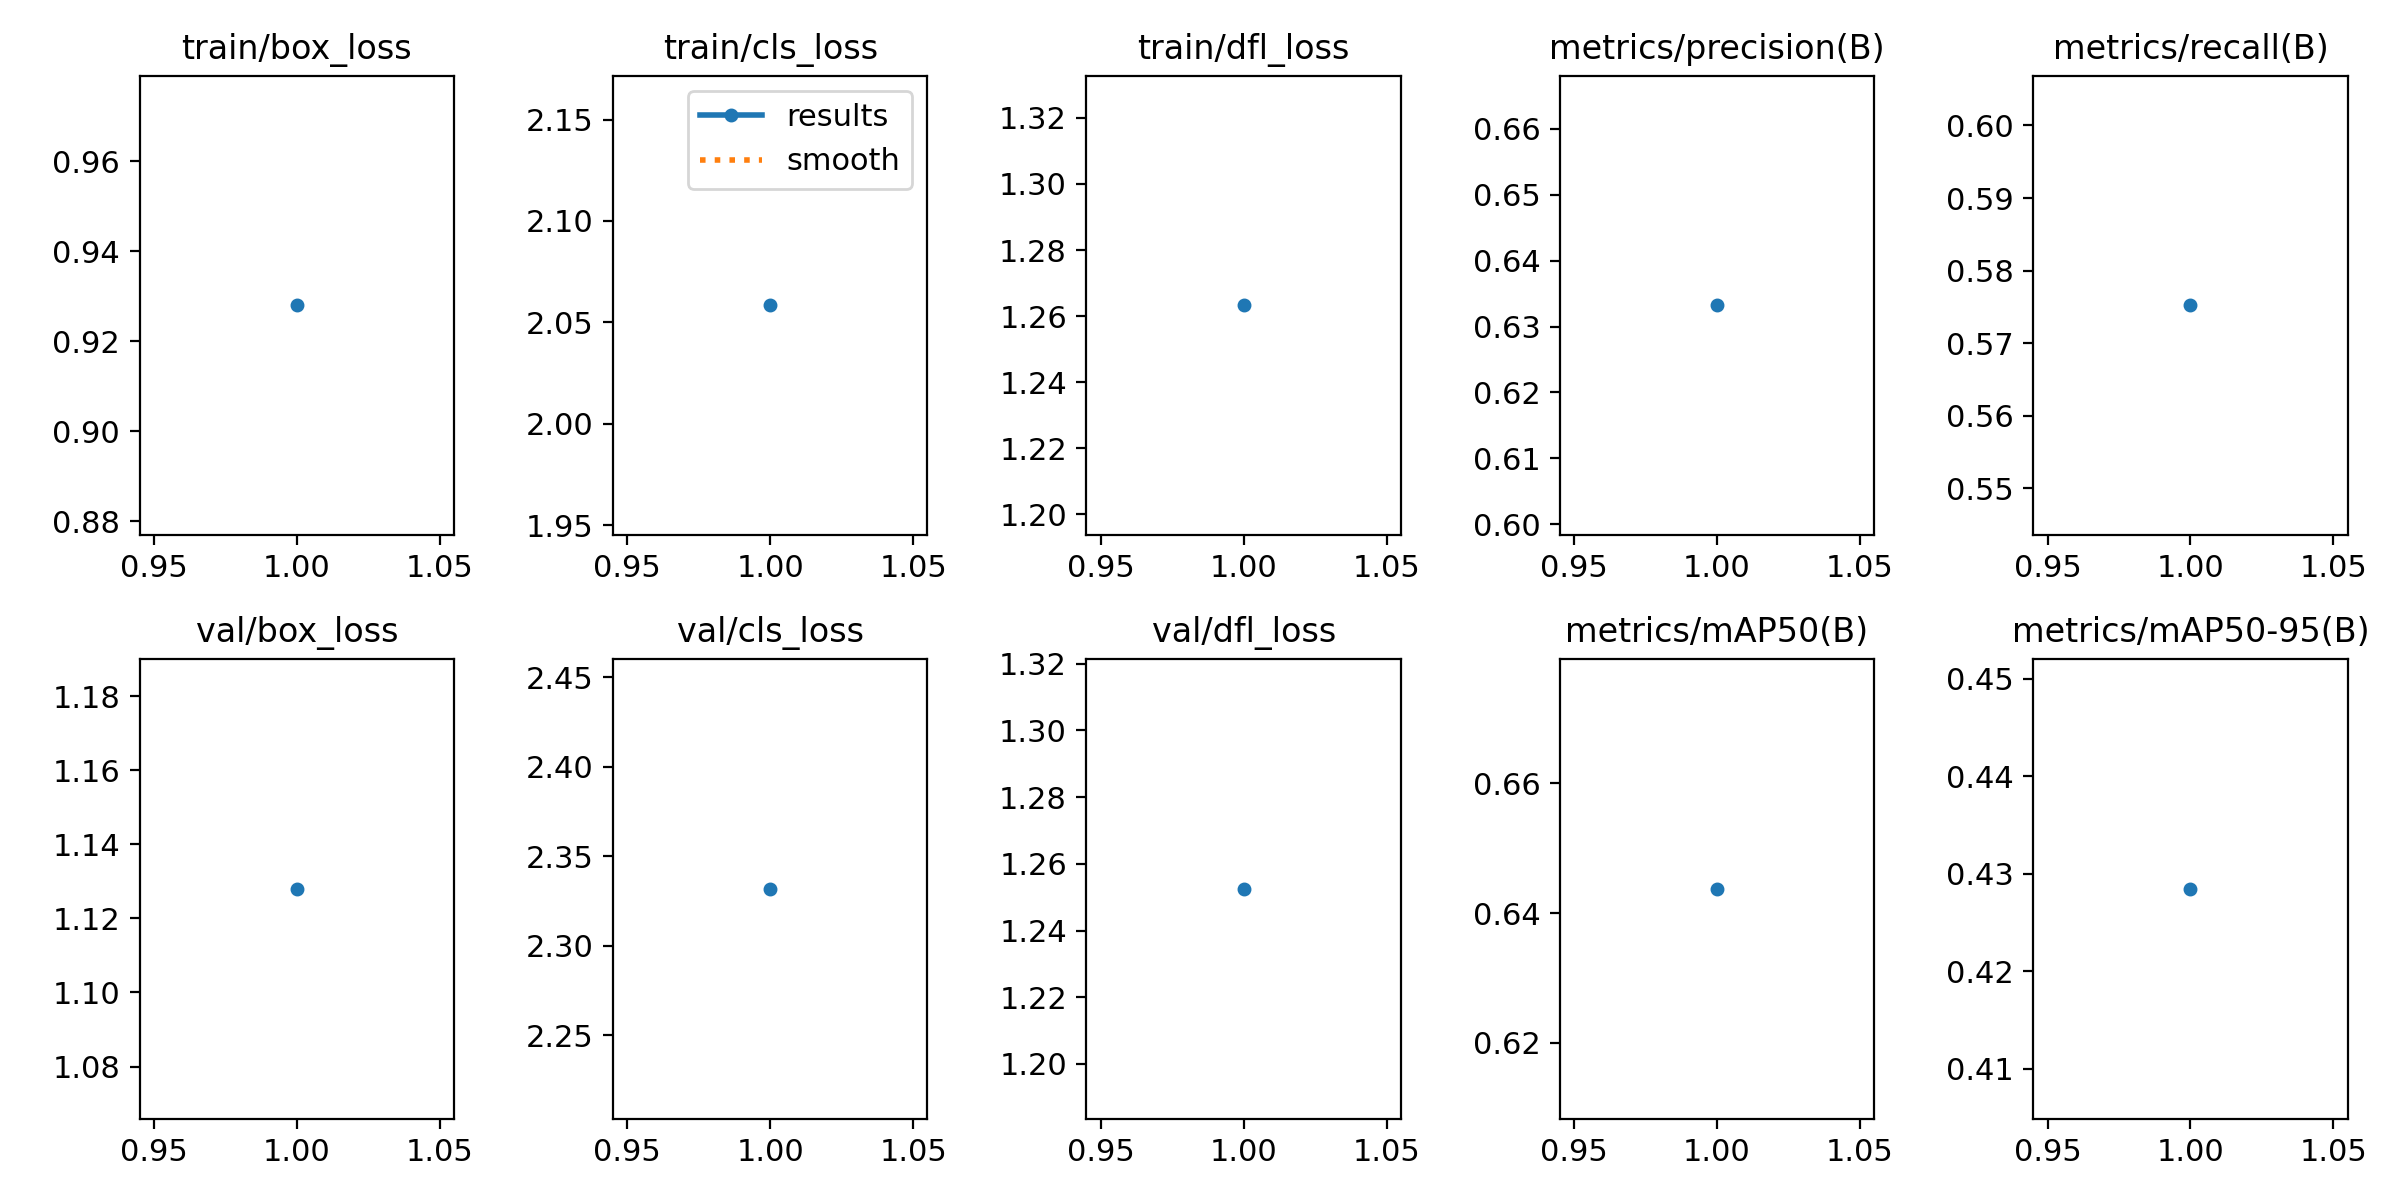 train/box_loss
0.96
0.94
0.92
0.90
0.88
0.95 1.00 1.05
train/cls_loss
results
smooth
2.15
2.10
2.05
2.00
1.95
0.95 1.00 1.05
train/dfl_loss
1.32
1.30
1.28
1.26
1.24
1.22
1.20
0.95 1.00 1.05
metrics/precision(B)
0.66
0.65
0.64
0.63
0.62
0.61
0.60
0.95 1.00 1.05
metrics/recall(B)
0.60
0.59
0.58
0.57
0.56
0.55
0.95 1.00 1.05
val/box_loss
1.18
1.16
1.14
1.12
1.10
1.08
0.95 1.00 1.05
val/cls_loss
2.45
2.40
2.35
2.30
2.25
0.95 1.00 1.05
val/dfl_loss
1.32
1.30
1.28
1.26
1.24
1.22
1.20
0.95 1.00 1.05
metrics/mAP50(B)
0.66
0.64
0.62
0.95 1.00 1.05
metrics/mAP50-95(B)
0.45
0.44
0.43
0.42
0.41
0.95 1.00 1.05